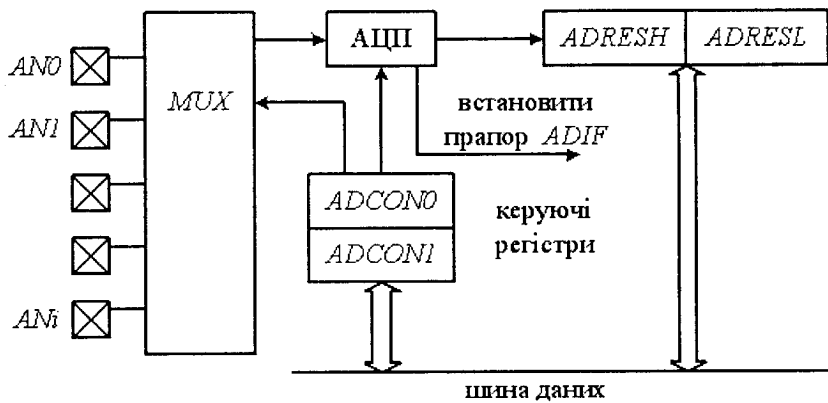 АЦП
ADRESH ADRESL
AN0
MUX
встановити
прапор ADIF
AN1
ADCON0
керуючі
регістри
ADCON1
ANi
шина даних